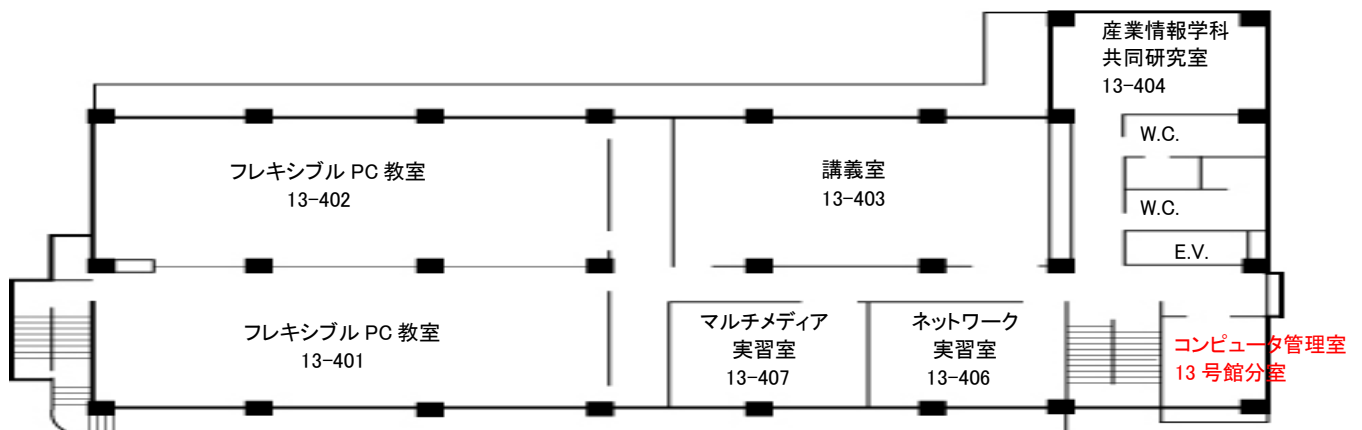 産業情報学科
共同研究室
13-404
W.C.
フレキシブル PC 教室
13-402
講義室
13-403
W.C.
E.V.
フレキシブル PC 教室
13-401
マルチメディア
実習室
13-407
ネットワーク
実習室
13-406
コンピュータ管理室
13 号館分室